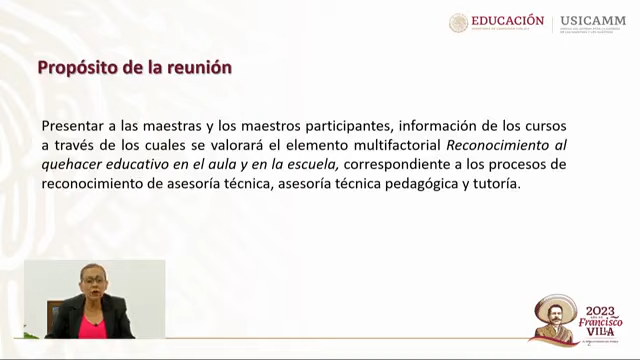 EDUCACIÓN
USICAMM
Propósito de la reunión
Presentar a las maestras y los maestros participantes, información de los cursos
a través de los cuales se valorará el elemento multifactorial Reconocimiento al
quehacer educativo en el aula y en la escuela, correspondiente a los procesos de
reconocimiento de asesoría técnica, asesoría técnica pedagógica y tutoría.
2023
Francisco
VILLA